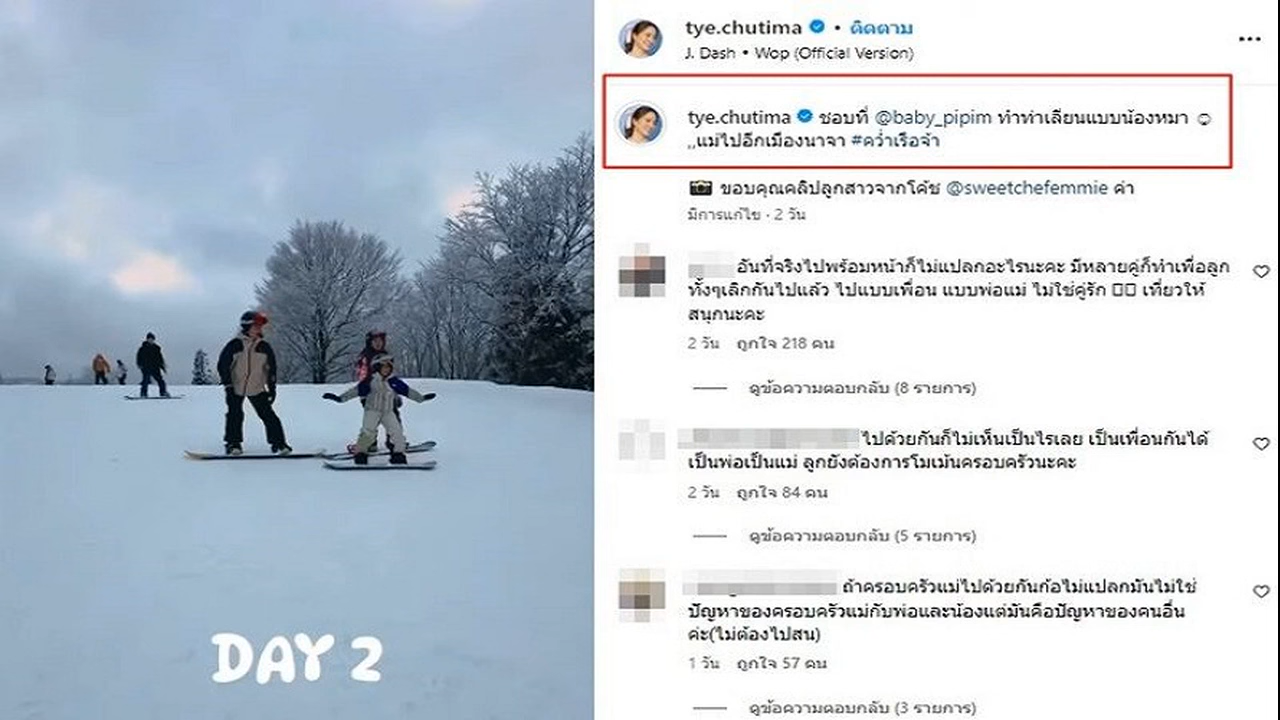 DAY 2
tye.chutima • ติดตาม
J. Dash • Wop (Official Version)
tye.chutima ชอบที่ @baby_pipim ทำท่าเลียนแบบน้องหมา
,,แม่ไปอีกเมืองนาจา #คว่ำเรือจ้า
ขอบคุณคลิปลูกสาวจากโค้ช @sweetchefemmie ค่า
มีการแก้ไข · 2 วัน
อันที่จริงไปพร้อมหน้าก็ไม่แปลกอะไรนะคะ มีหลายคู่ก็ทำเพื่อลูก
ทั้งๆเลิกกันไปแล้ว ไปแบบเพื่อน แบบพ่อแม่ ไม่ใช่คู่รัก เที่ยวให้
สนุกนะคะ
2 วัน ถูกใจ 218 คน
ดูข้อความตอบกลับ (8 รายการ)
ไปด้วยกันก็ไม่เห็นเป็นไรเลย เป็นเพื่อนกันได้
เป็นพ่อเป็นแม่ ลูกยังต้องการโมเม้นครอบครัวนะคะ
2 วัน ถูกใจ 84 คน
ดูข้อความตอบกลับ (5 รายการ)
ถ้าครอบครัวแม่ไปด้วยกันก้อไม่แปลกมันไม่ใช่
ปัญหาของครอบครัวแม่กับพ่อและน้องแต่มันคือปัญหาของคนอื่น
ค่ะ(ไม่ต้องไปสน)
1 วัน ถูกใจ 57 คน
ดูข้อความตอบกลับ (3 รายการ)